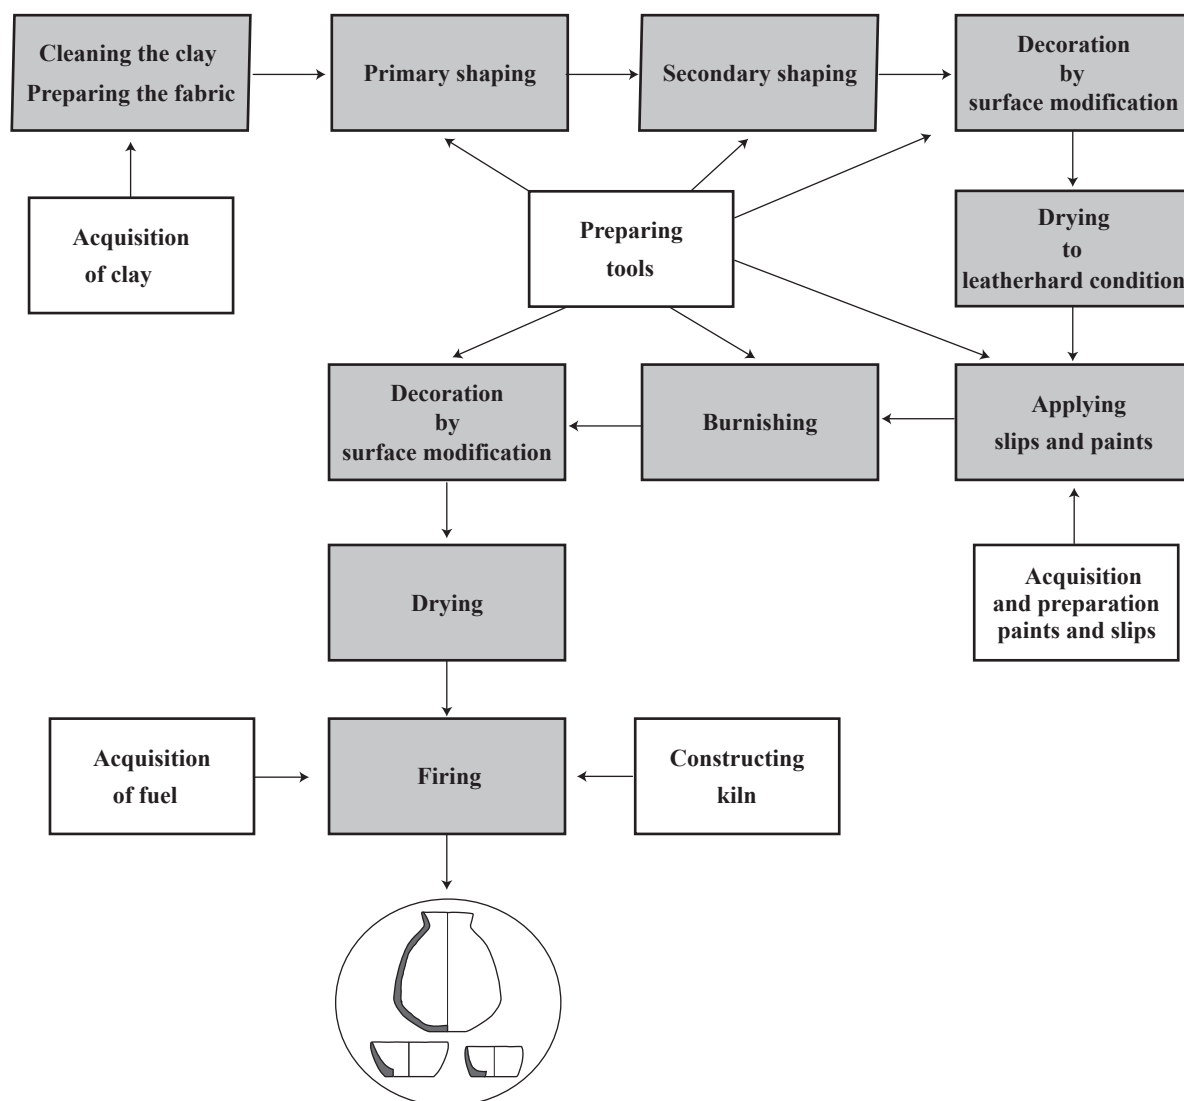 Cleaning the clay
Preparing the fabric
Primary shaping
Secondary shaping
Decoration
by
surface modification
Acquisition
of clay
Preparing
tools
Drying
to
leatherhard condition
Decoration
by
surface modification
Burnishing
Applying
slips and paints
Drying
Acquisition
and preparation
paints and slips
Acquisition
of fuel
Firing
Constructing
kiln